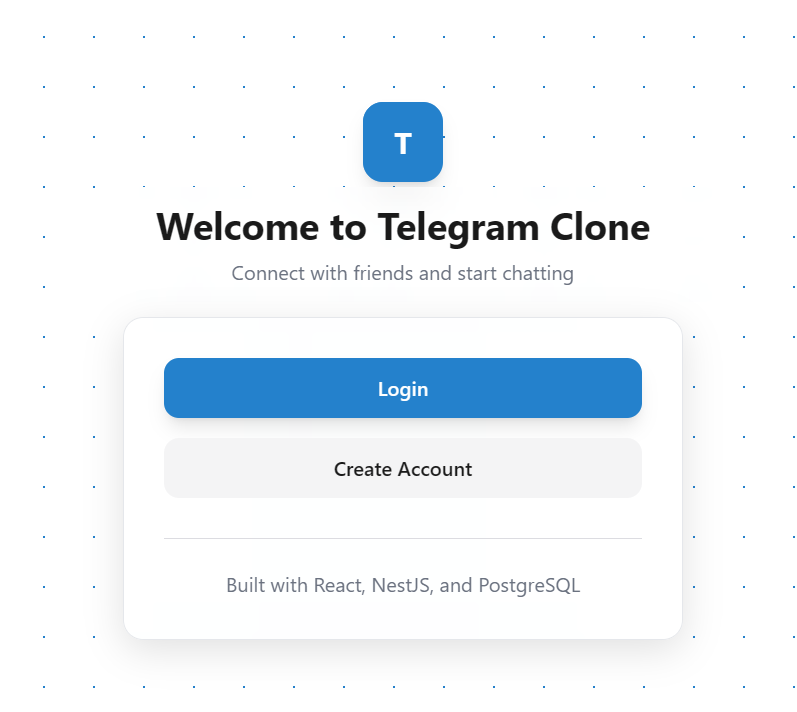 T
Welcome to Telegram Clone
Connect with friends and start chatting
Login
Create Account
Built with React, NestJS, and PostgreSQL